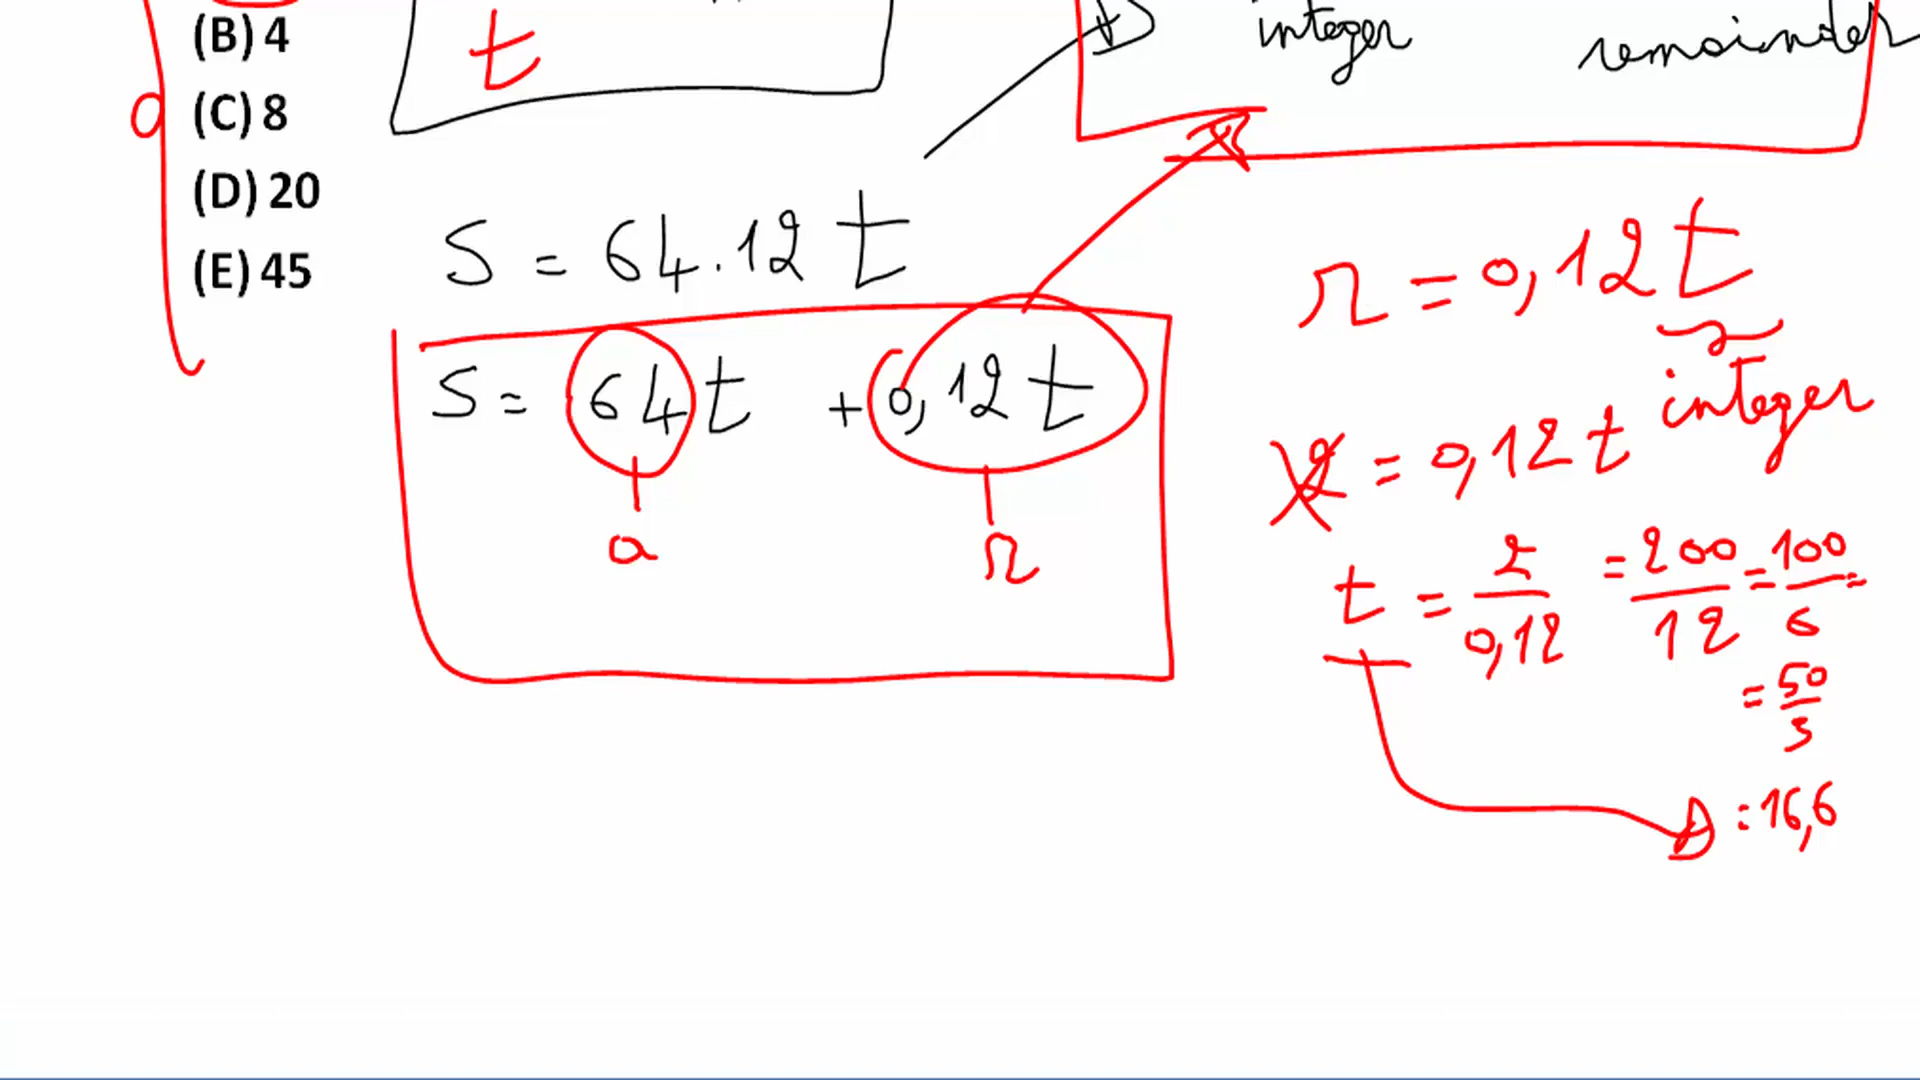 (B) 4
t
integer remainder
(C) 8
(D) 20
S = 64.12 t
r = 0,12 t
integer
(E) 45
S = 64 t + 0,12 t
2 = 0,12 t
a
r
t = 2/0,12 = 200/12 = 100/6 =
= 50/3
= 16,6